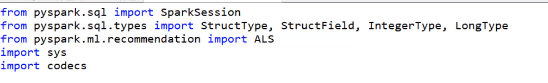 from pyspark.sql import SparkSession
from pyspark.sql.types import StructType, StructField, IntegerType, LongType
from pyspark.ml.recommendation import ALS
import sys
import codecs